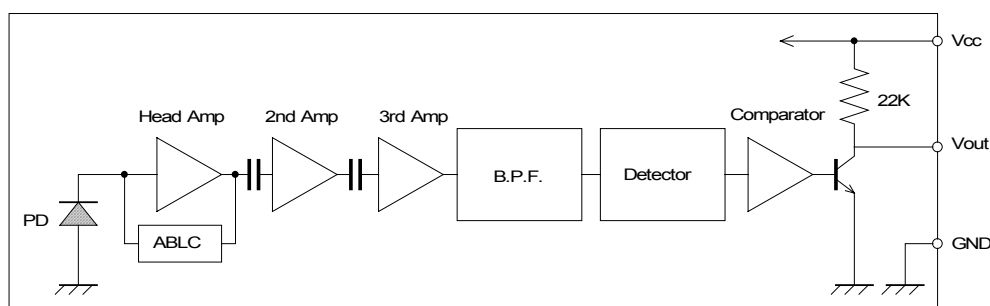 Vcc
22K
Head Amp
2nd Amp
3rd Amp
Comparator
Vout
B.P.F.
Detector
PD
ABLC
GND